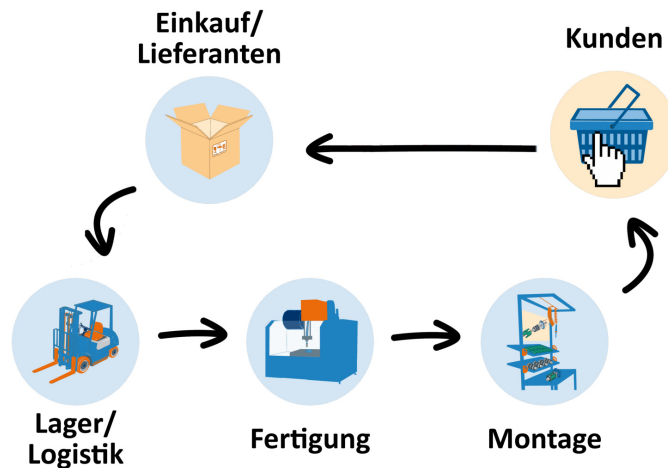 Einkauf/
Lieferanten
Kunden
Lager/
Logistik
Fertigung
Montage